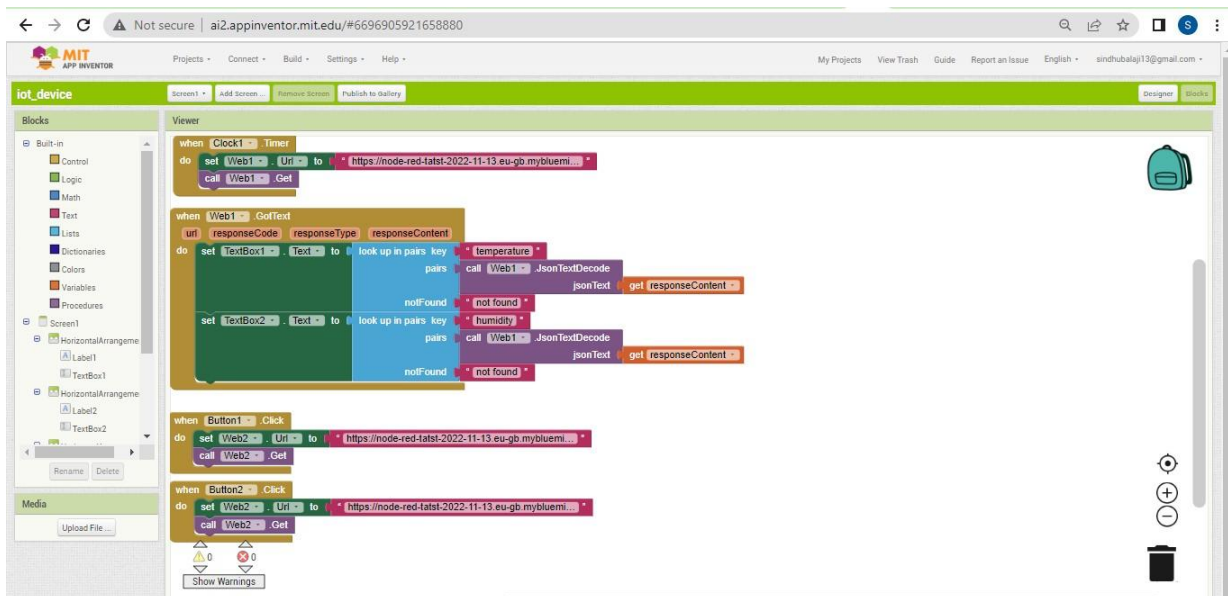 Not secure | ai2.appinventor.mit.edu/#6696905921658880
S
MIT
APP INVENTOR
Projects Connect Build Settings Help
My Projects View Trash Guide Report an Issue English sindhubalaji13@gmail.com
iot_device
Screen1 Add Screen ... Remove Screen Publish to Gallery
Designer Blocks
Blocks
Viewer
Built-in
Control
Logic
Math
Text
Lists
Dictionaries
Colors
Variables
Procedures
Screen1
HorizontalArrangeme
Label1
TextBox1
HorizontalArrangeme
Label2
TextBox2
Rename Delete
Media
Upload File ...
when Clock1 .Timer
do set Web1 . Url to " https://node-red-tatst-2022-11-13.eu-gb.mybluemi... "
call Web1 .Get
when Web1 .GotText
url responseCode responseType responseContent
do set TextBox1 . Text to look up in pairs key " temperature "
pairs call Web1 .JsonTextDecode
jsonText get responseContent
notFound " not found "
set TextBox2 . Text to look up in pairs key " humidity "
pairs call Web1 .JsonTextDecode
jsonText get responseContent
notFound " not found "
when Button1 .Click
do set Web2 . Url to " https://node-red-tatst-2022-11-13.eu-gb.mybluemi... "
call Web2 .Get
when Button2 .Click
do set Web2 . Url to " https://node-red-tatst-2022-11-13.eu-gb.mybluemi... "
call Web2 .Get
0 0
Show Warnings